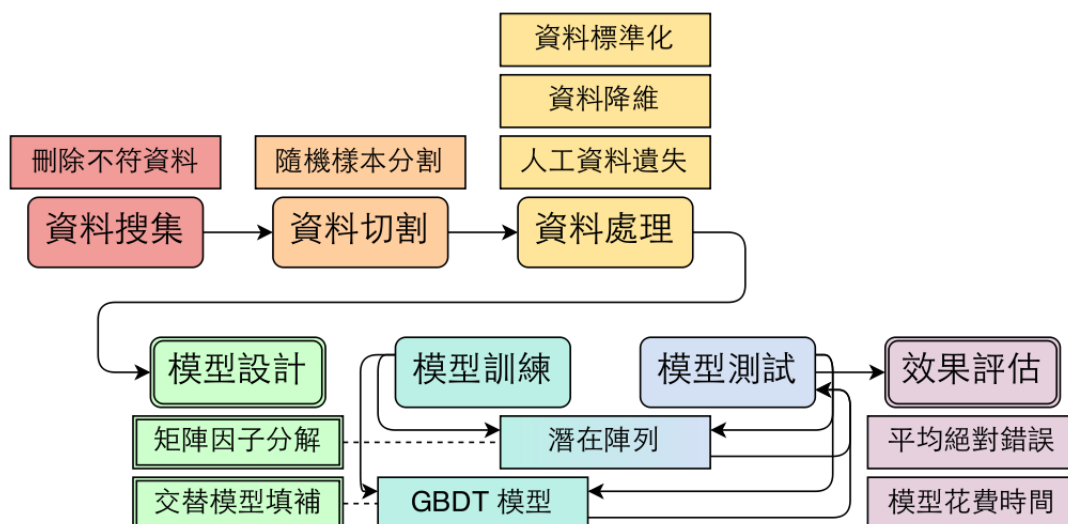 資料標準化
資料降維
刪除不符資料
隨機樣本分割
人工資料遺失
資料搜集
資料切割
資料處理
模型設計
模型訓練
模型測試
效果評估
矩陣因子分解
潛在陣列
平均絕對錯誤
交替模型填補
GBDT 模型
模型花費時間